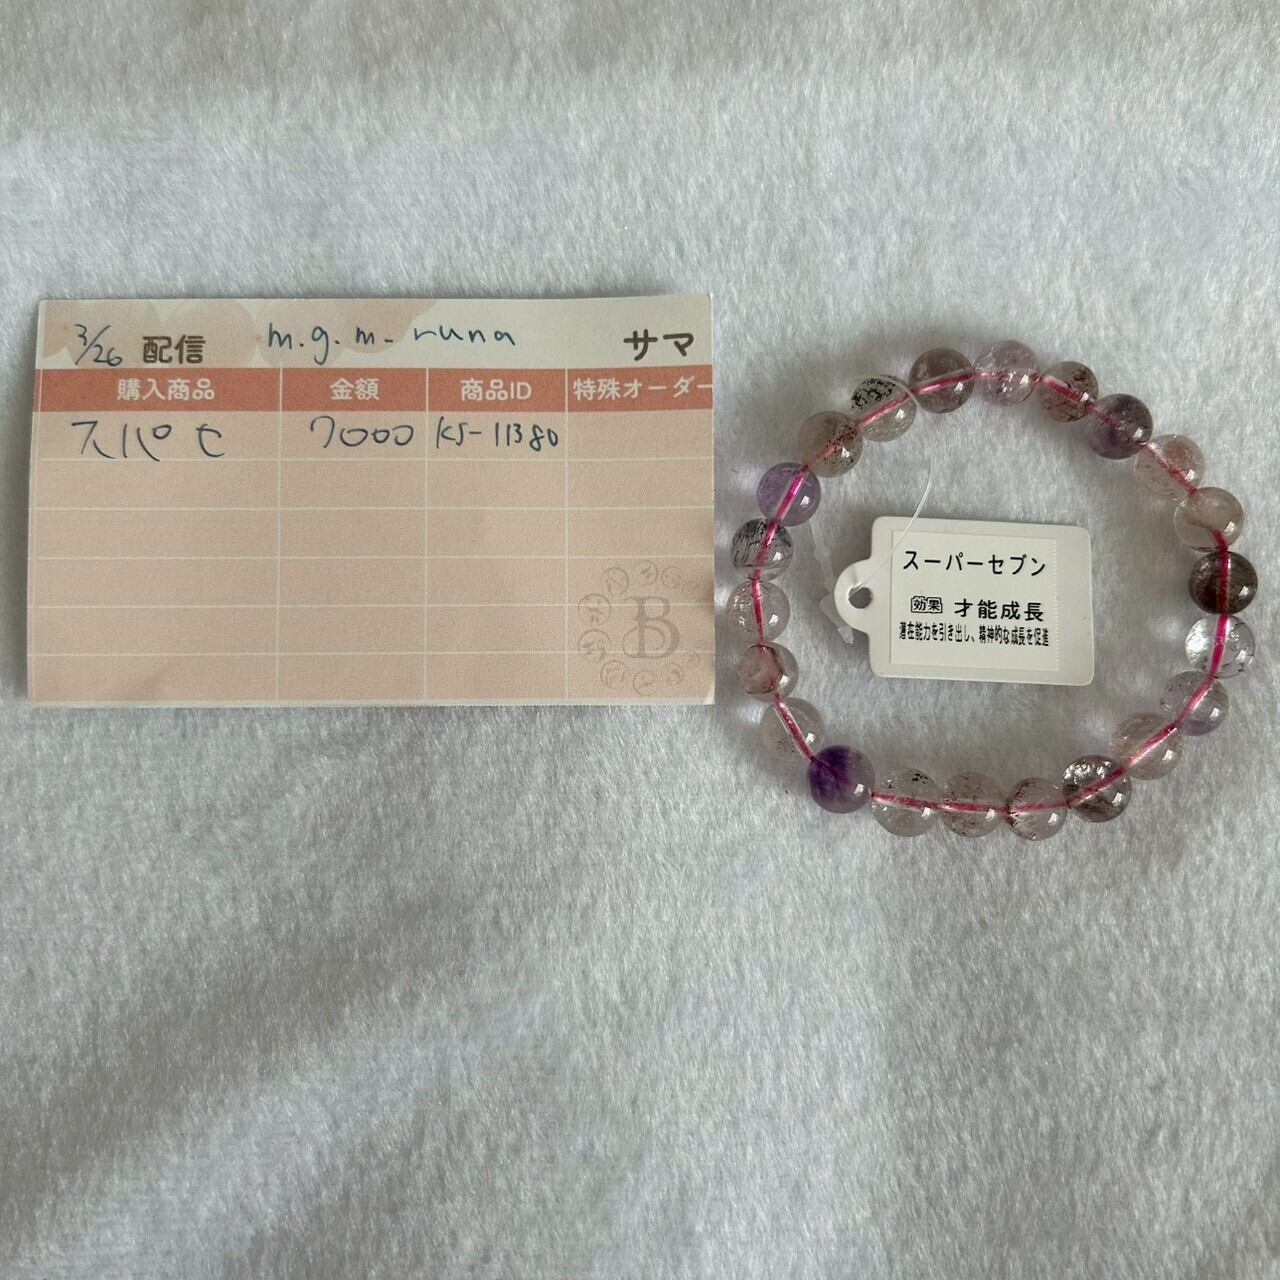 3/26 配信 m.g.m-runa サマ
購入商品 金額 商品ID 特殊オーダー
スパセ 7000 KS-11380
B
スーパーセブン
効果 才能成長
潜在能力を引き出し、精神的な成長を促進